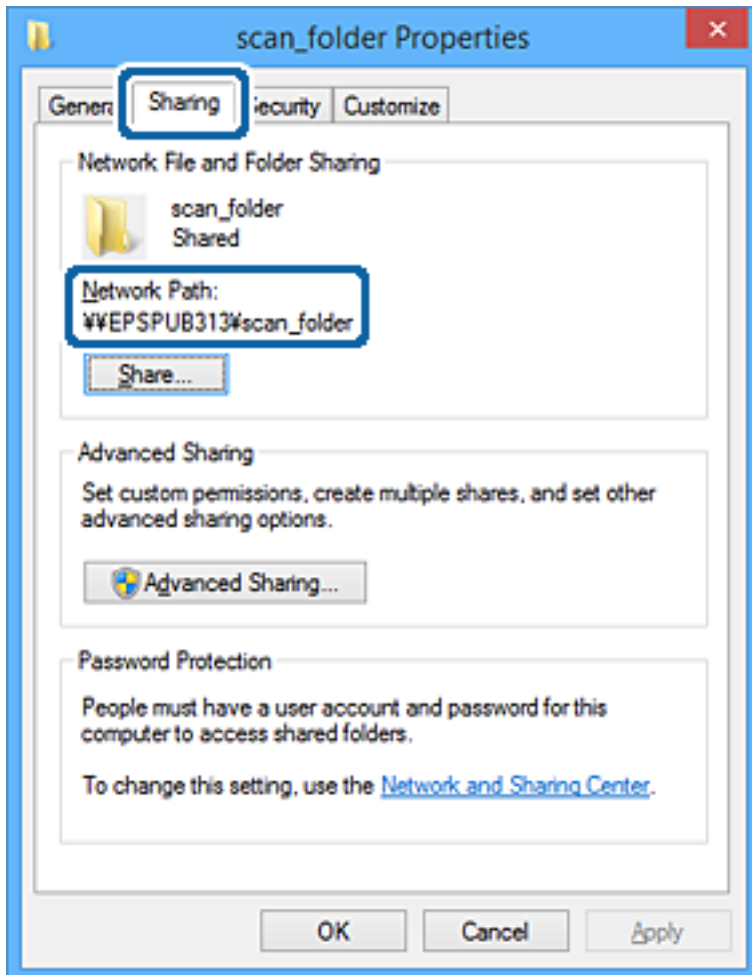 scan_folder Properties
Sharing
Customize
Network File and Folder Sharing
scan_folder
Shared
Network Path:
¥¥EPSPUB313¥scan_folder
Share...
Advanced Sharing
Set custom permissions, create multiple shares, and set other
advanced sharing options.
Advanced Sharing...
Password Protection
People must have a user account and password for this
computer to access shared folders.
To change this setting, use the Network and Sharing Center.
OK
Cancel
Apply